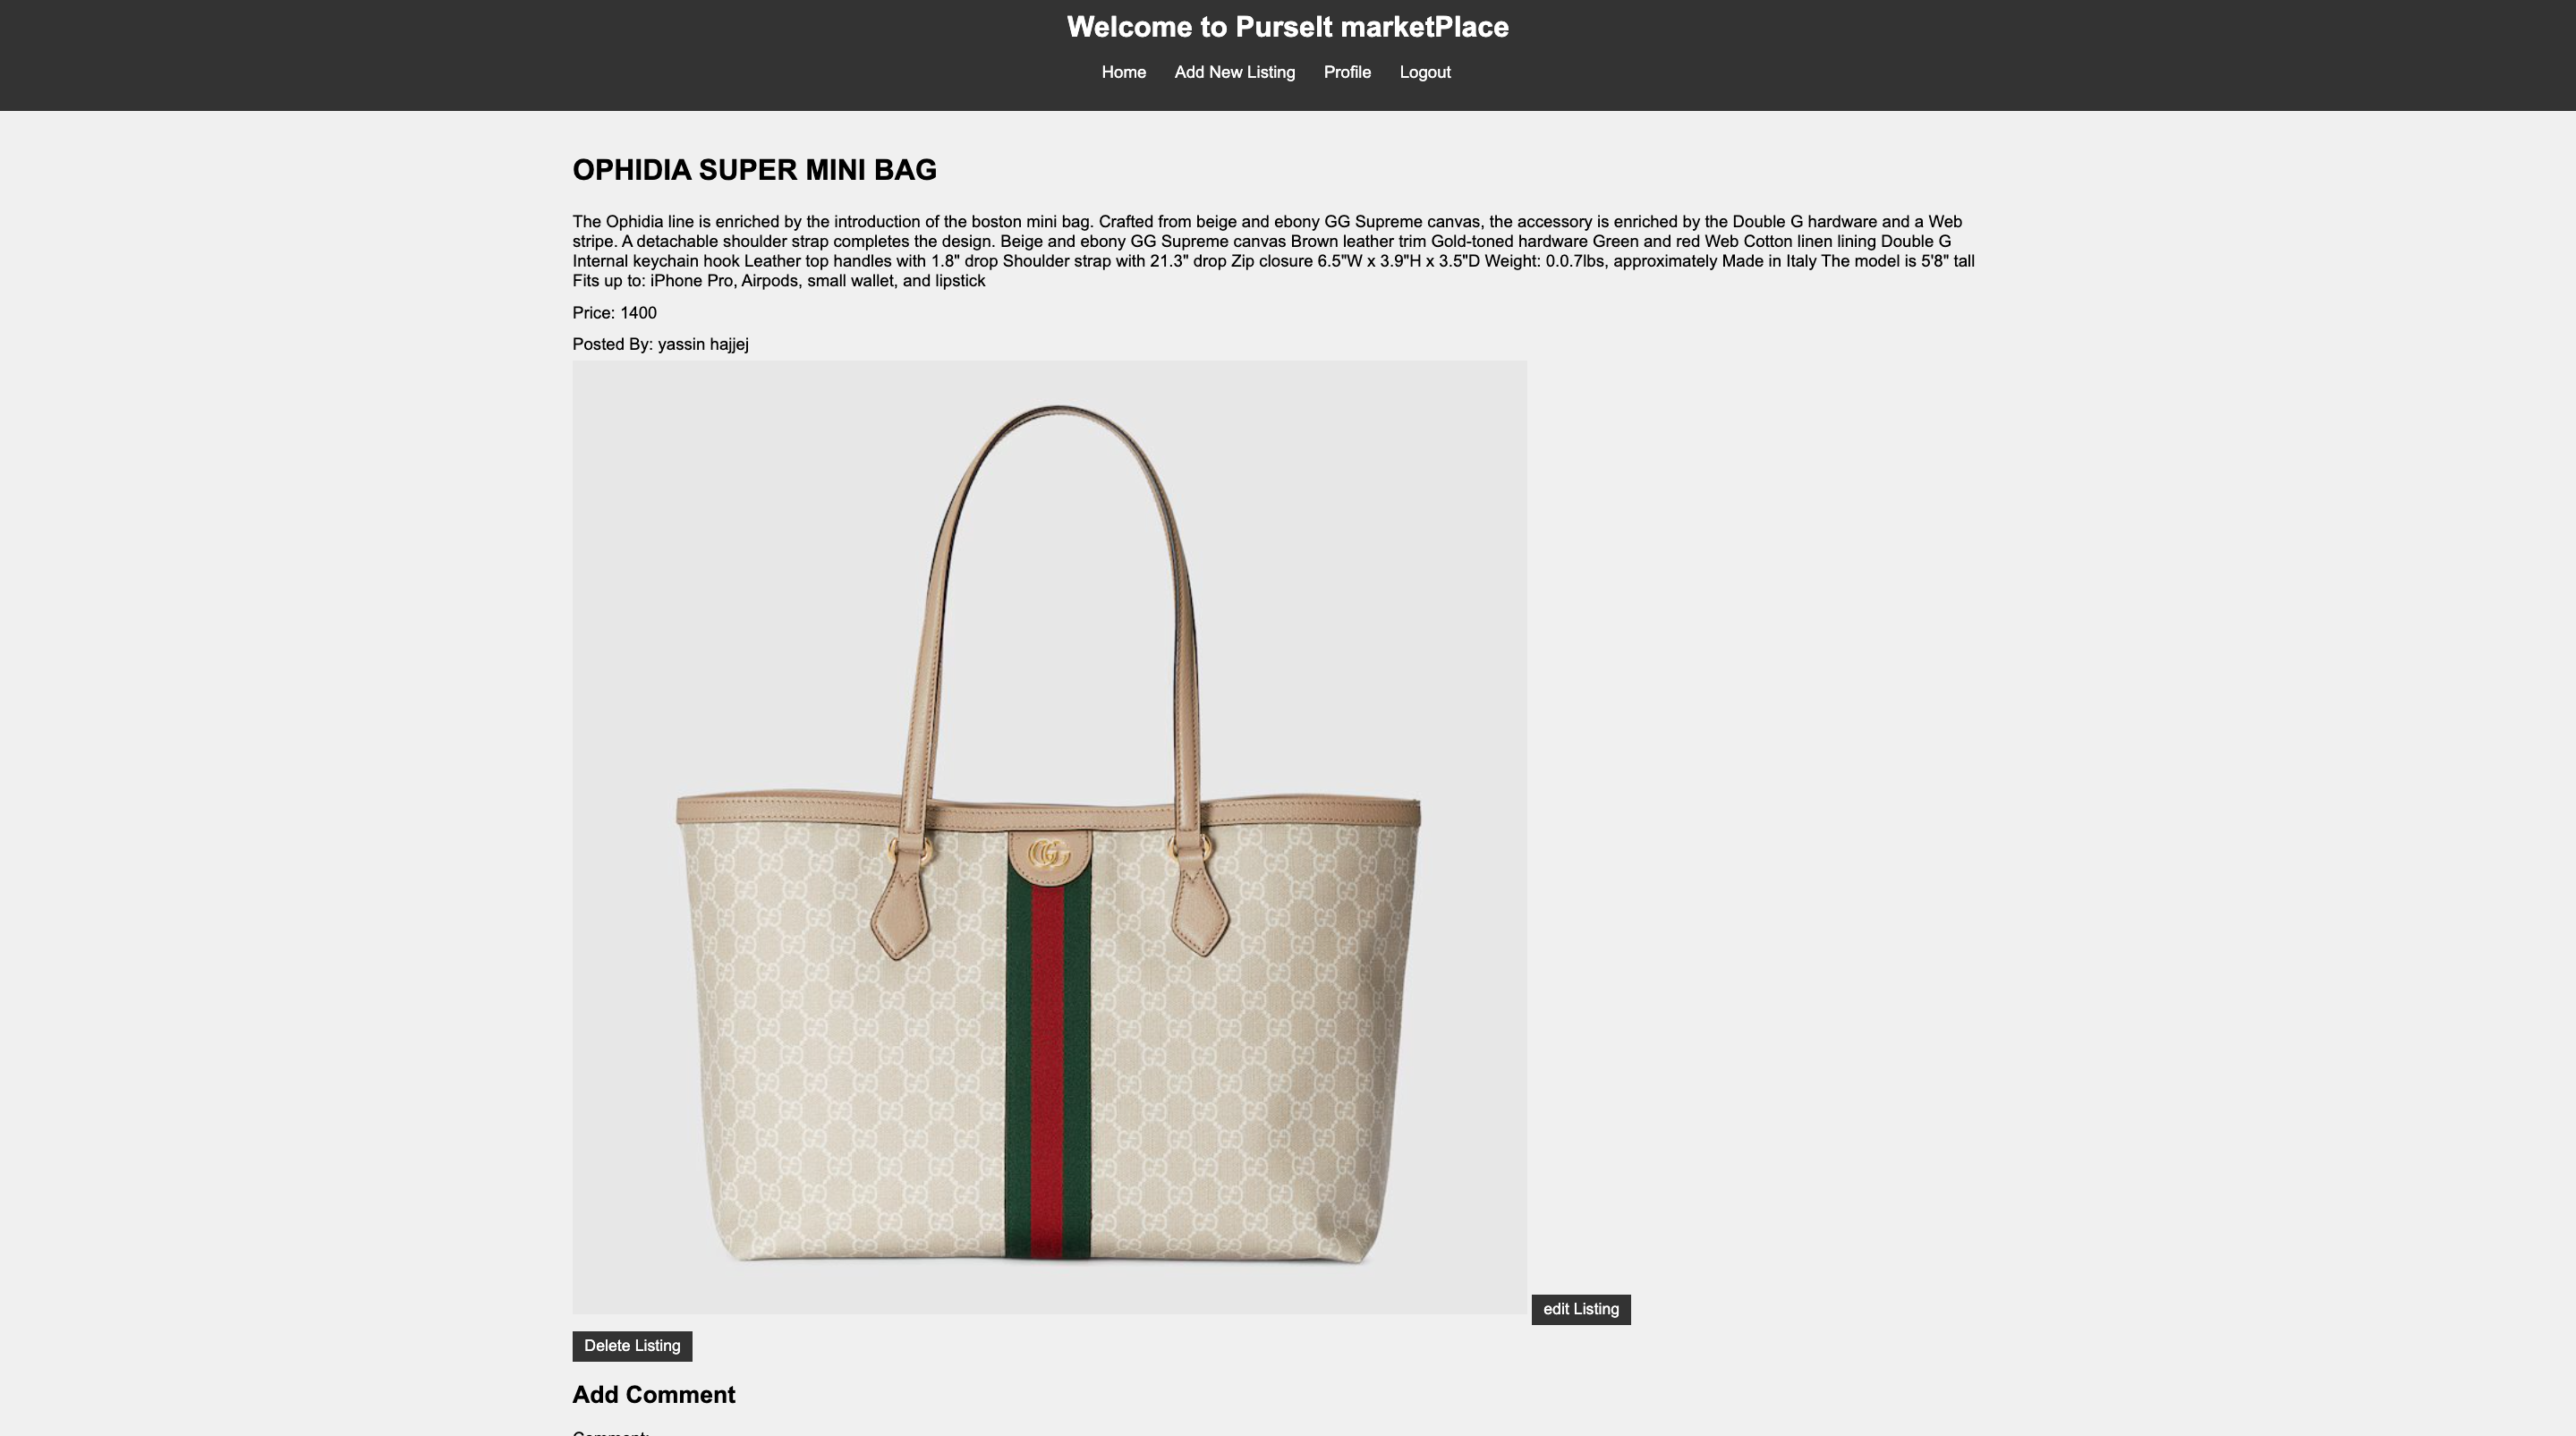 Welcome to PurseIt marketPlace
Home Add New Listing Profile Logout
OPHIDIA SUPER MINI BAG
The Ophidia line is enriched by the introduction of the boston mini bag. Crafted from beige and ebony GG Supreme canvas, the accessory is enriched by the Double G hardware and a Web
stripe. A detachable shoulder strap completes the design. Beige and ebony GG Supreme canvas Brown leather trim Gold-toned hardware Green and red Web Cotton linen lining Double G
Internal keychain hook Leather top handles with 1.8" drop Shoulder strap with 21.3" drop Zip closure 6.5"W x 3.9"H x 3.5"D Weight: 0.0.7lbs, approximately Made in Italy The model is 5'8" tall
Fits up to: iPhone Pro, Airpods, small wallet, and lipstick
Price: 1400
Posted By: yassin hajjej
edit Listing
Delete Listing
Add Comment
Comment: